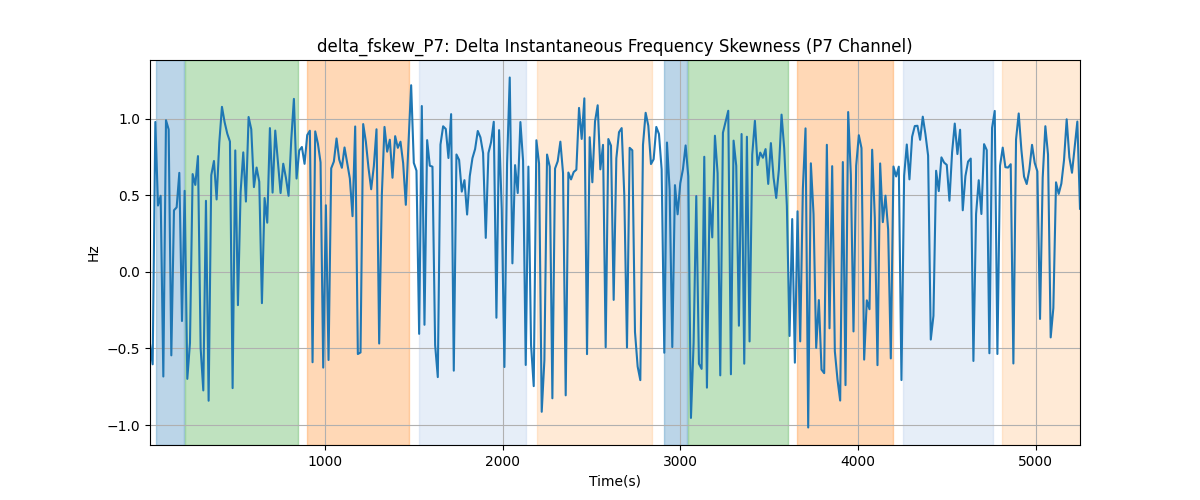 delta_fskew_P7: Delta Instantaneous Frequency Skewness (P7 Channel)
1.0
0.5
0.0
−0.5
−1.0
Hz
1000 2000 3000 4000 5000
Time(s)